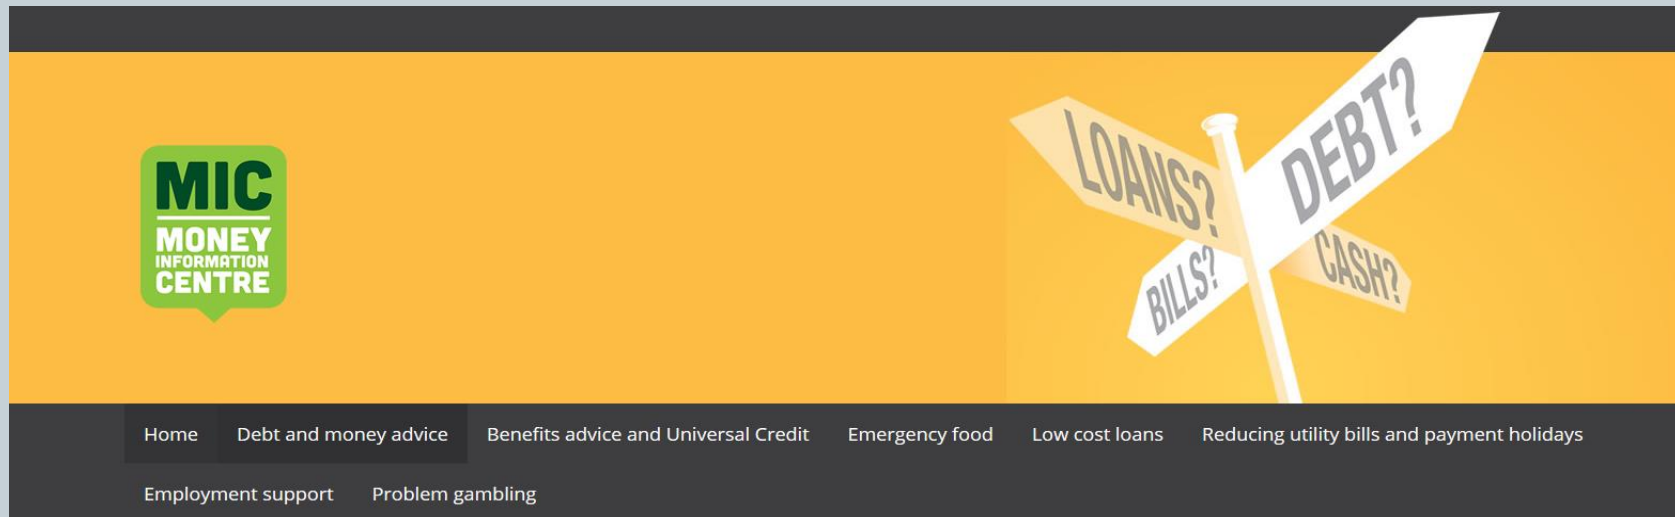 MIC
MONEY
INFORMATION
CENTRE
LOANS?
DEBT?
BILLS?
CASH?
Home Debt and money advice Benefits advice and Universal Credit Emergency food Low cost loans Reducing utility bills and payment holidays
Employment support Problem gambling